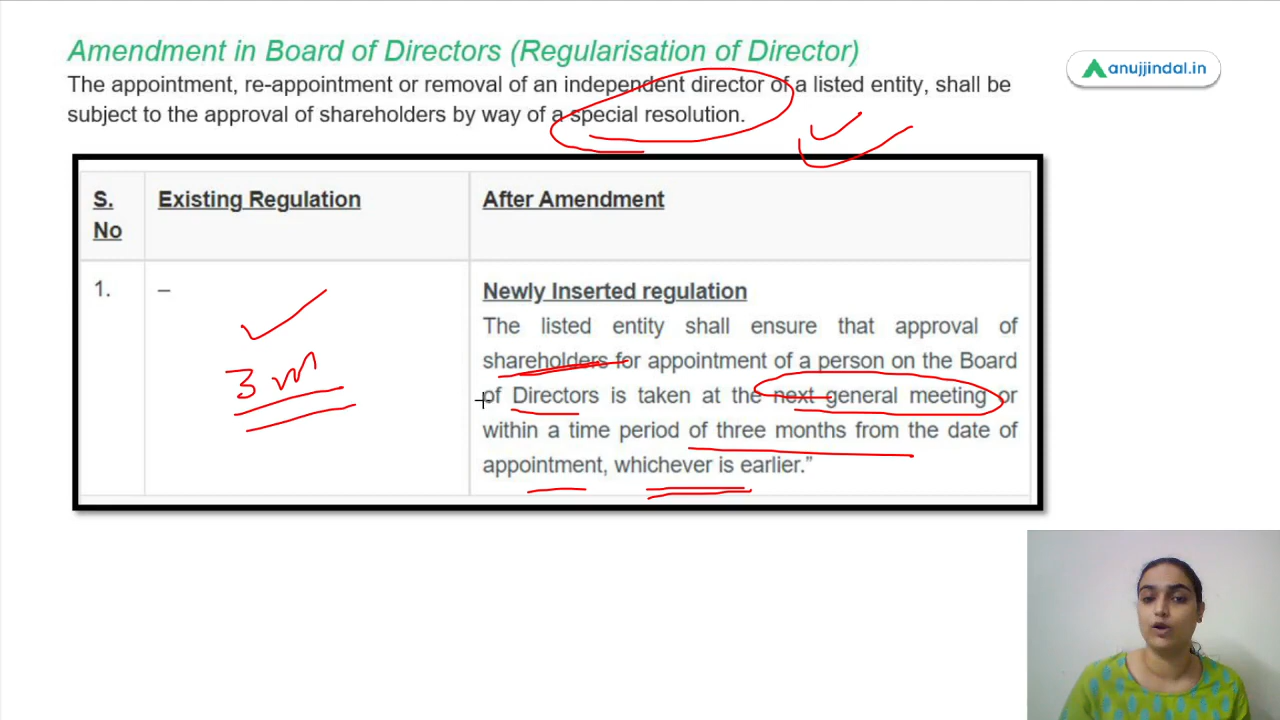 Amendment in Board of Directors (Regularisation of Director)
anujjindal.in
The appointment, re-appointment or removal of an independent director of a listed entity, shall be
subject to the approval of shareholders by way of a special resolution.
S.
No
Existing Regulation
After Amendment
1.
–
3 m
Newly Inserted regulation
The listed entity shall ensure that approval of
shareholders for appointment of a person on the Board
of Directors is taken at the next general meeting or
within a time period of three months from the date of
appointment, whichever is earlier.”